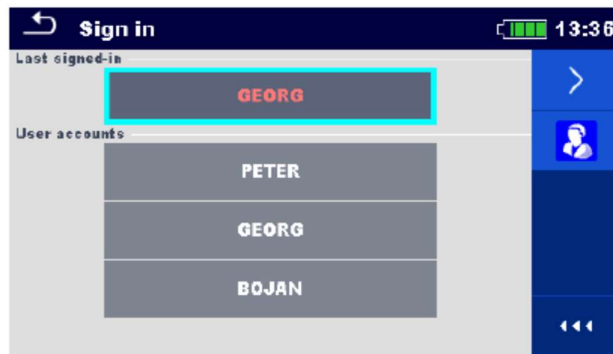 Sign in
13:36
Last signed-in
GEORG
User accounts
PETER
GEORG
BOJAN